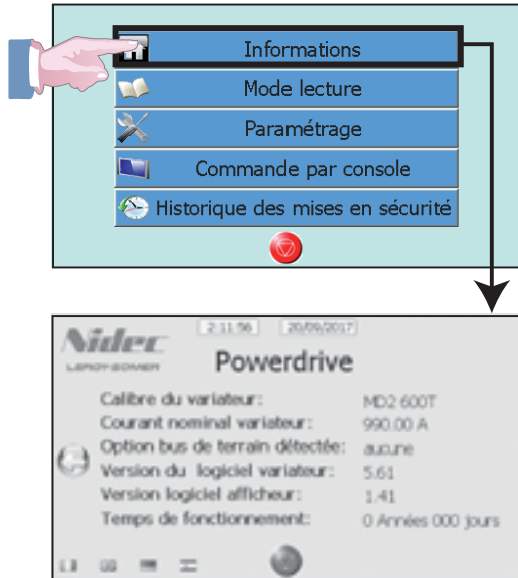 Informations
Mode lecture
Paramétrage
Commande par console
Historique des mises en sécurité
2:11:56 20/09/2017
Nidec
LEROY-SOMER
Powerdrive
Calibre du variateur: MD2 600T
Courant nominal variateur: 990.00 A
Option bus de terrain détectée: aucune
Version du logiciel variateur: 5.61
Version logiciel afficheur: 1.41
Temps de fonctionnement: 0 Années 000 jours